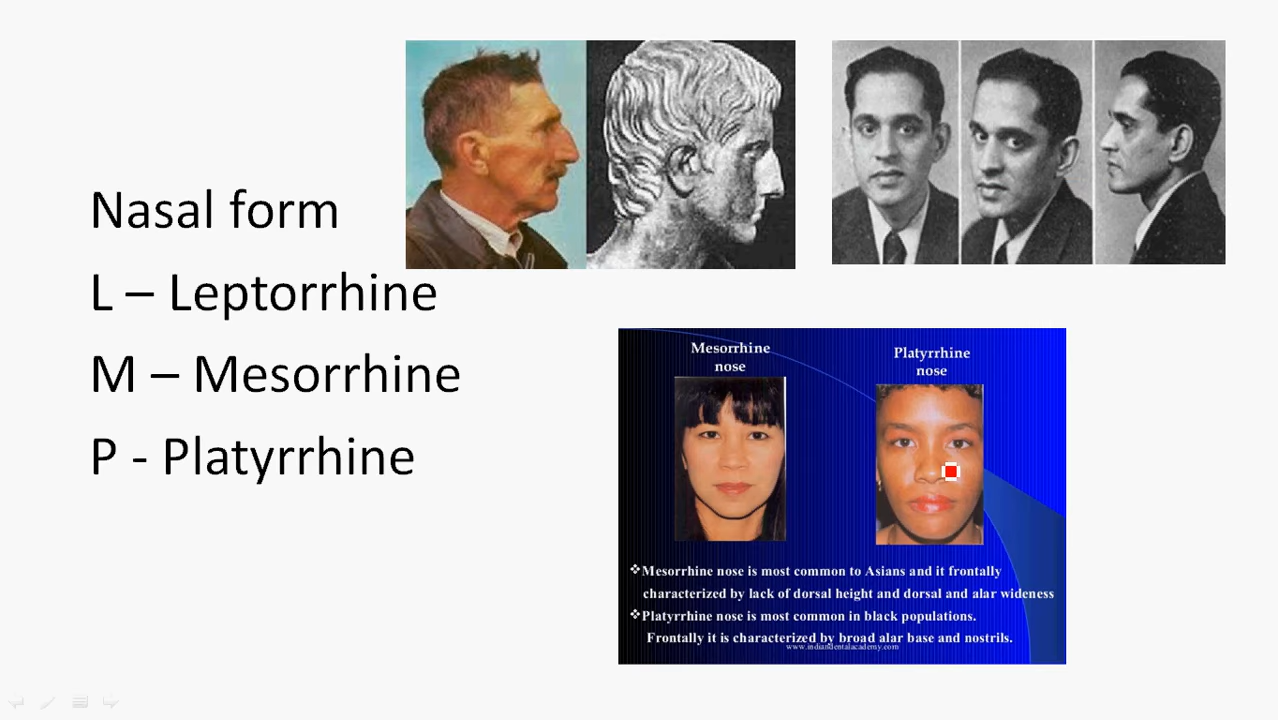 Nasal form
L – Leptorrhine
M – Mesorrhine
P - Platyrrhine
Mesorrhine
nose
Platyrrhine
nose
❖Mesorrhine nose is most common to Asians and it frontally
characterized by lack of dorsal height and dorsal and alar wideness
❖Platyrrhine nose is most common in black populations.
Frontally it is characterized by broad alar base and nostrils.
www.indiandentalacademy.com